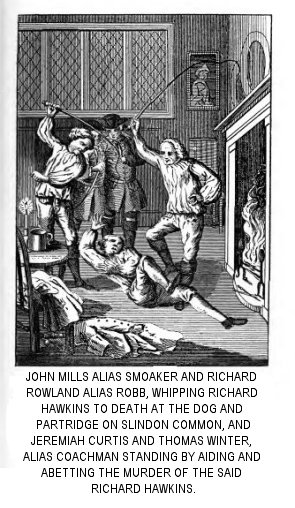 JOHN MILLS ALIAS SMOAKER AND RICHARD
ROWLAND ALIAS ROBB, WHIPPING RICHARD
HAWKINS TO DEATH AT THE DOG AND
PARTRIDGE ON SLINDON COMMON, AND
JEREMIAH CURTIS AND THOMAS WINTER,
ALIAS COACHMAN STANDING BY AIDING AND
ABETTING THE MURDER OF THE SAID
RICHARD HAWKINS.